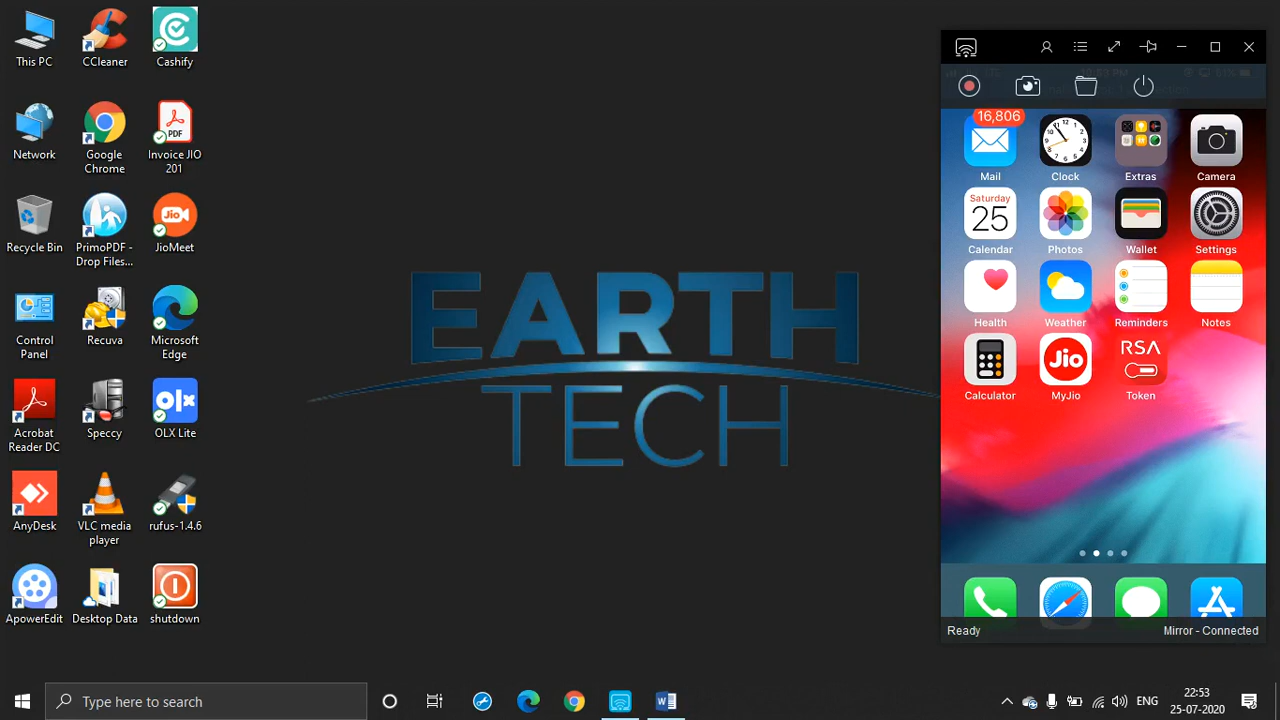 This PC
CCleaner
Cashify
Network
Google
Chrome
PDF
Invoice JIO
201
Recycle Bin
PrimoPDF -
Drop Files...
Jio
JioMeet
Control
Panel
Recuva
Microsoft
Edge
Acrobat
Reader DC
Speccy
olx
OLX Lite
AnyDesk
VLC media
player
rufus-1.4.6
ApowerEdit
Desktop Data
shutdown
EARTH
TECH
16,806
Mail
Clock
Extras
Camera
Saturday
25
Calendar
Photos
Wallet
Settings
Health
Weather
Reminders
Notes
Calculator
Jio
MyJio
RSA
Token
Ready
Mirror - Connected
Type here to search
W
ENG
22:53
25-07-2020